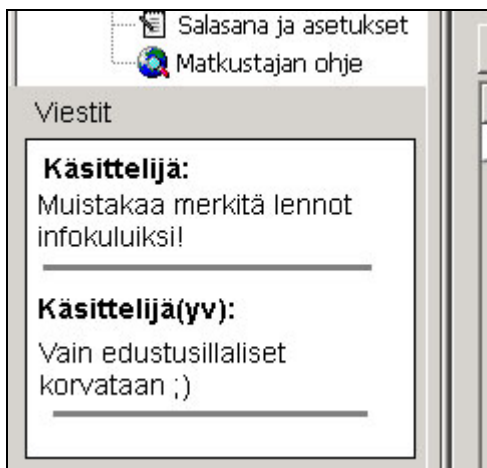 Salasana ja asetukset
Matkustajan ohje
Viestit
Käsittelijä:
Muistakaa merkitä lennot
infokuluiksi!
Käsittelijä(yv):
Vain edustusillaliset
korvataan ;)